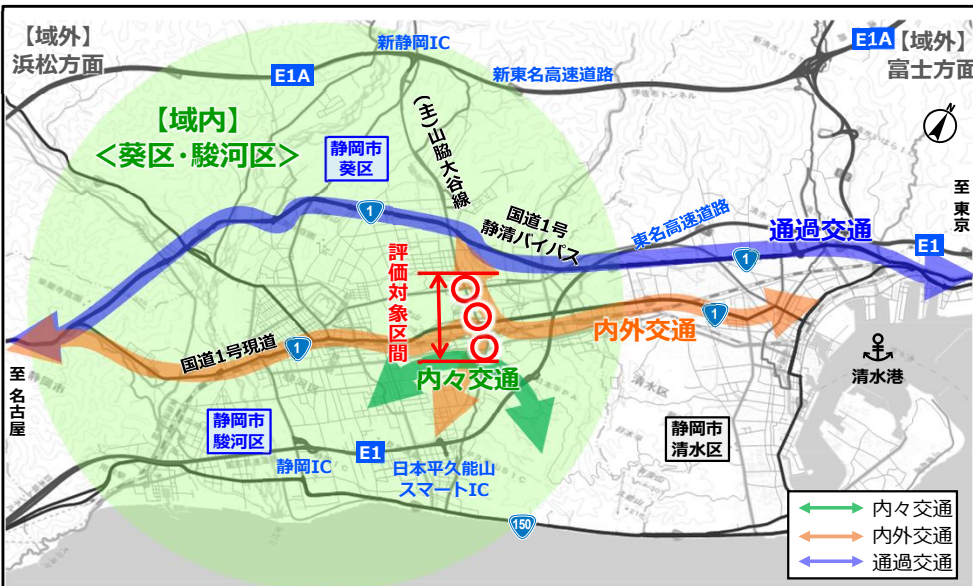 【域外】
浜松方面
新静岡IC
E1A
新東名高速道路
E1A
【域外】
富士方面
【域内】
＜葵区・駿河区＞
静岡市
葵区
(主)山脇大谷線
至 東京
1
国道1号
静清バイパス
東名高速道路
通過交通
E1
1
評価対象区間
内外交通
1
国道1号現道
1
内々交通
清水港
至 名古屋
静岡市
駿河区
静岡市
清水区
E1
静岡IC
日本平久能山
スマートIC
150
内々交通
内外交通
通過交通